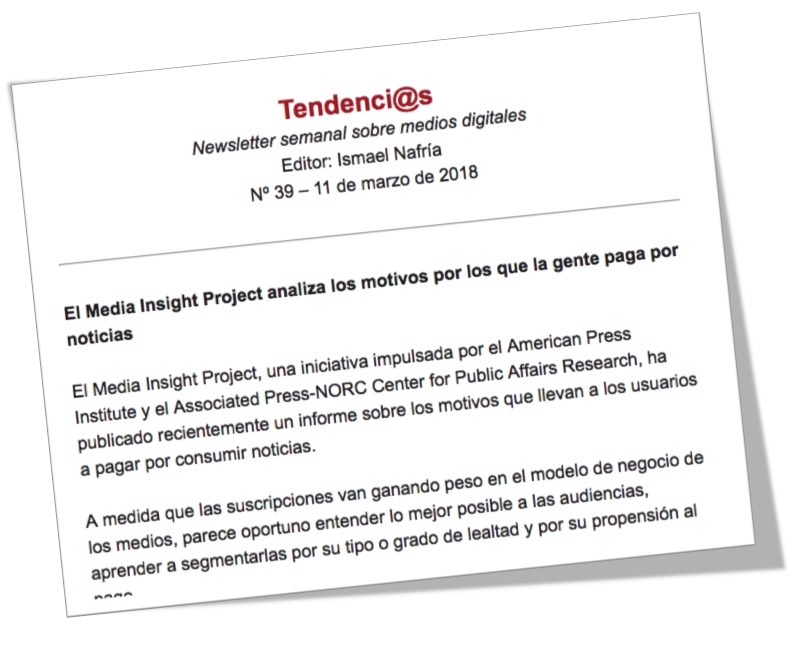 Tendenci@s
Newsletter semanal sobre medios digitales
Editor: Ismael Nafría
Nº 39 – 11 de marzo de 2018
El Media Insight Project analiza los motivos por los que la gente paga por
noticias
El Media Insight Project, una iniciativa impulsada por el American Press
Institute y el Associated Press-NORC Center for Public Affairs Research, ha
publicado recientemente un informe sobre los motivos que llevan a los usuarios
a pagar por consumir noticias.
A medida que las suscripciones van ganando peso en el modelo de negocio de
los medios, parece oportuno entender lo mejor posible a las audiencias,
aprender a segmentarlas por su tipo o grado de lealtad y por su propensión al